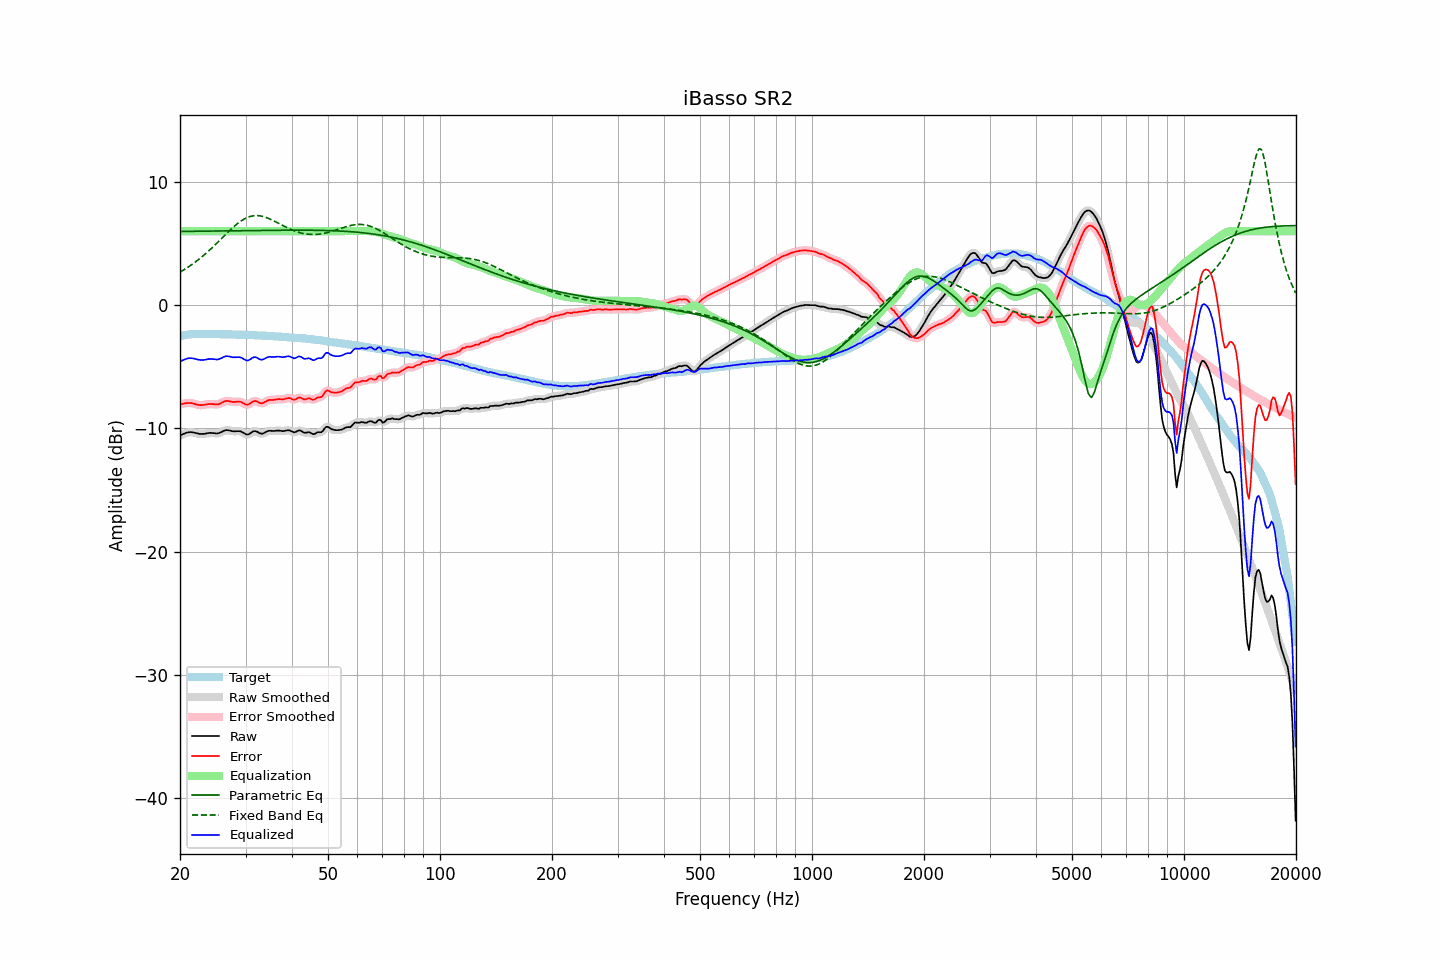 iBasso SR2
Amplitude (dBr)
10
0
−10
−20
−30
−40
Target
Raw Smoothed
Error Smoothed
Raw
Error
Equalization
Parametric Eq
Fixed Band Eq
Equalized
20 50 100 200 500 1000 2000 5000 10000 20000
Frequency (Hz)